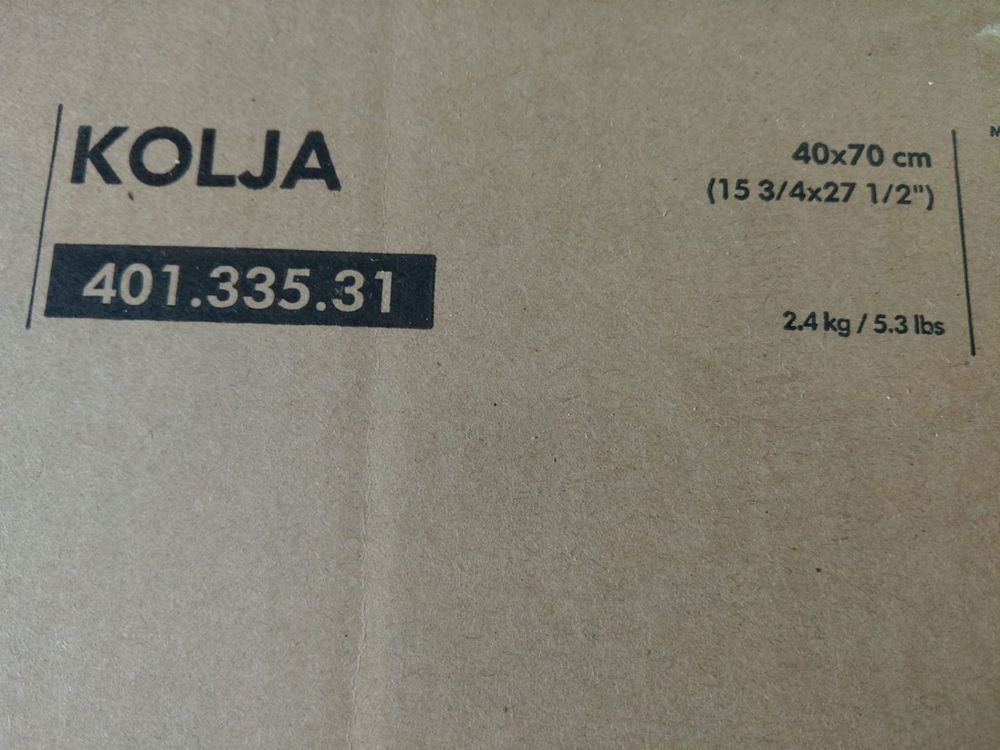 KOLJA
401.335.31
40x70 cm
(15 3/4x27 1/2")
2.4 kg / 5.3 lbs